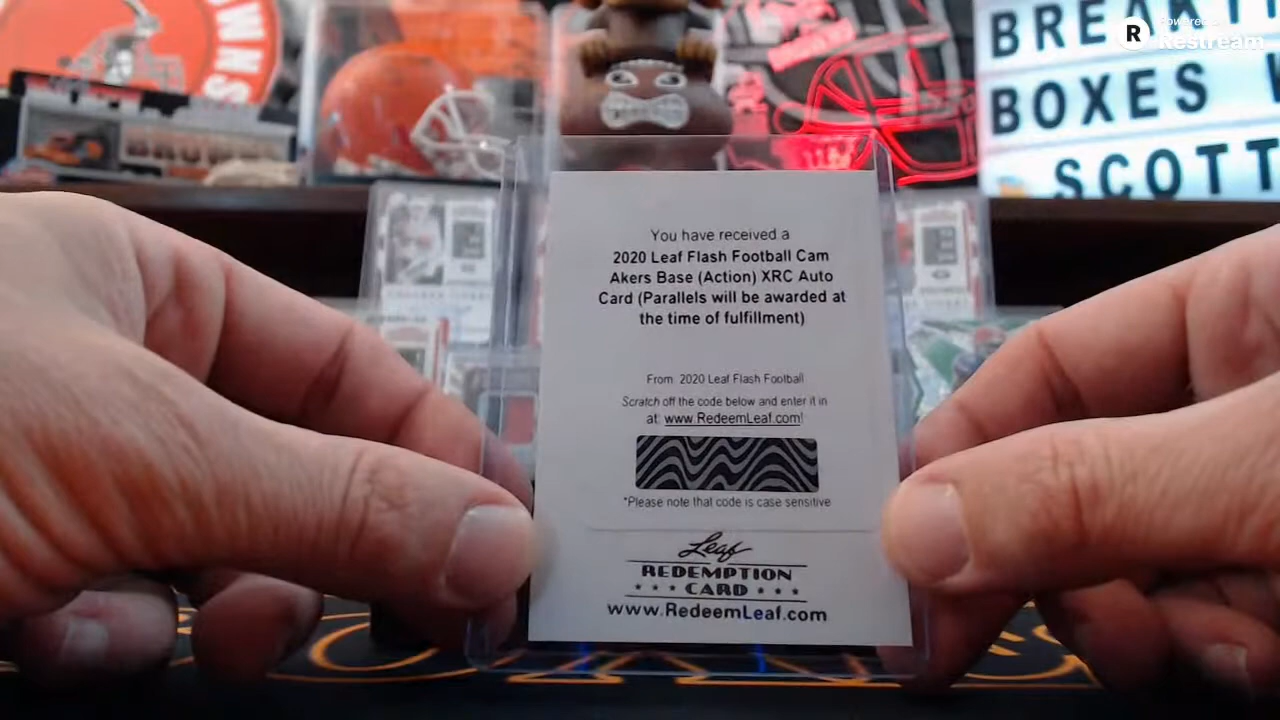 WNS
BREAKI
BOXES
SCOTT
Powered by
R Restream
You have received a
2020 Leaf Flash Football Cam
Akers Base (Action) XRC Auto
Card (Parallels will be awarded at
the time of fulfillment)
From 2020 Leaf Flash Football
Scratch off the code below and enter it in
at: www.RedeemLeaf.com!
*Please note that code is case sensitive
Leaf
REDEMPTION
CARD
www.RedeemLeaf.com